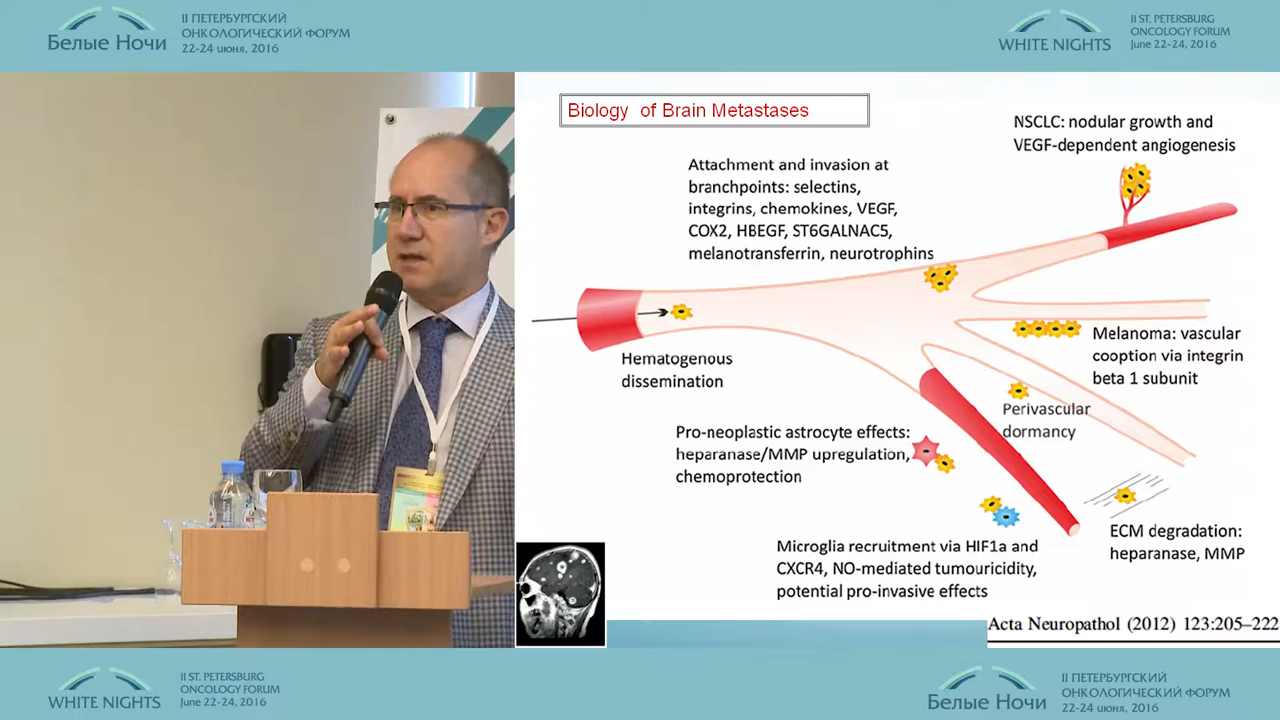 Белые Ночи
II ПЕТЕРБУРГСКИЙ
ОНКОЛОГИЧЕСКИЙ ФОРУМ
22-24 июня, 2016
WHITE NIGHTS
II ST. PETERSBURG
ONCOLOGY FORUM
June 22-24, 2016
Biology of Brain Metastases
NSCLC: nodular growth and
VEGF-dependent angiogenesis
Attachment and invasion at
branchpoints: selectins,
integrins, chemokines, VEGF,
COX2, HBEGF, ST6GALNAC5,
melanotransferrin, neurotrophins
Hematogenous
dissemination
Melanoma: vascular
cooption via integrin
beta 1 subunit
Perivascular
dormancy
Pro-neoplastic astrocyte effects:
heparanase/MMP upregulation,
chemoprotection
ECM degradation:
heparanase, MMP
Microglia recruitment via HIF1a and
CXCR4, NO-mediated tumouricidity,
potential pro-invasive effects
Acta Neuropathol (2012) 123:205–222
WHITE NIGHTS
II ST. PETERSBURG
ONCOLOGY FORUM
June 22-24, 2016
Белые Ночи
II ПЕТЕРБУРГСКИЙ
ОНКОЛОГИЧЕСКИЙ ФОРУМ
22-24 июня, 2016